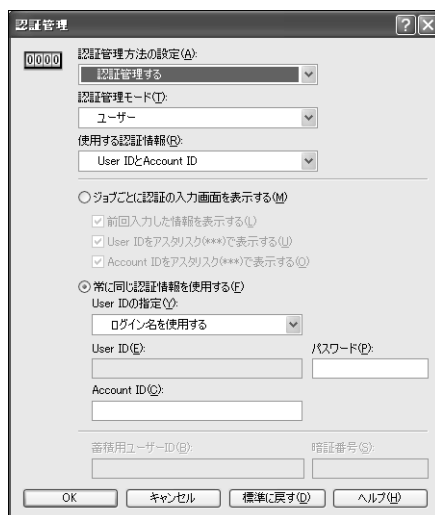 認証管理
0000
認証管理方法の設定(A):
認証管理する
認証管理モード(T):
ユーザー
使用する認証情報(R):
User IDとAccount ID
ジョブごとに認証の入力画面を表示する(M)
前回入力した情報を表示する(L)
User IDをアスタリスク(***)で表示する(U)
Account IDをアスタリスク(***)で表示する(O)
常に同じ認証情報を使用する(F)
User IDの指定(Y):
ログイン名を使用する
User ID(E): パスワード(P):
Account ID(C):
蓄積用ユーザーID(B): 暗証番号(S):
OK キャンセル 標準に戻す(D) ヘルプ(H)